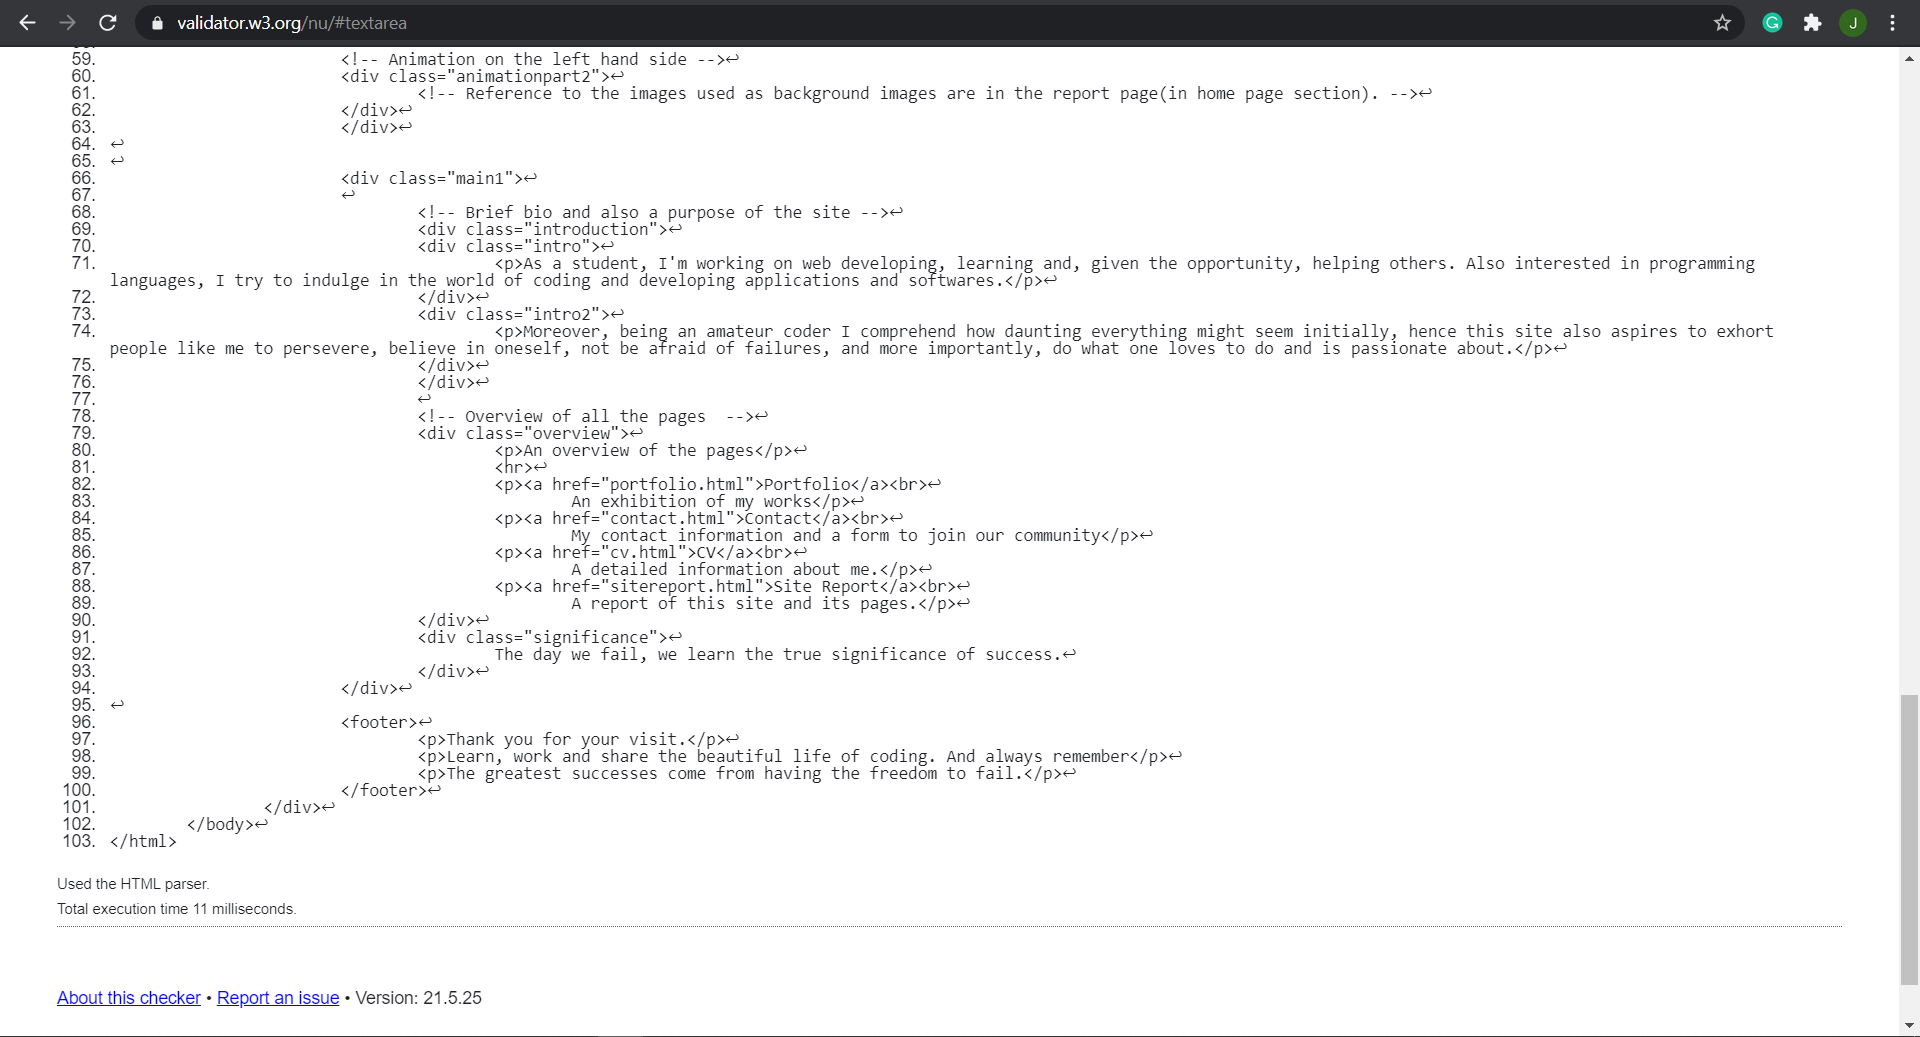 validator.w3.org/nu/#textarea
J
59. <!-- Animation on the left hand side -->↩
60. <div class="animationpart2">↩
61. <!-- Reference to the images used as background images are in the report page(in home page section). -->↩
62. </div>↩
63. </div>↩
64. ↩
65. ↩
66. <div class="main1">↩
67. ↩
68. <!-- Brief bio and also a purpose of the site -->↩
69. <div class="introduction">↩
70. <div class="intro">↩
71. <p>As a student, I'm working on web developing, learning and, given the opportunity, helping others. Also interested in programming
languages, I try to indulge in the world of coding and developing applications and softwares.</p>↩
72. </div>↩
73. <div class="intro2">↩
74. <p>Moreover, being an amateur coder I comprehend how daunting everything might seem initially, hence this site also aspires to exhort
people like me to persevere, believe in oneself, not be afraid of failures, and more importantly, do what one loves to do and is passionate about.</p>↩
75. </div>↩
76. </div>↩
77. ↩
78. <!-- Overview of all the pages  -->↩
79. <div class="overview">↩
80. <p>An overview of the pages</p>↩
81. <hr>↩
82. <p><a href="portfolio.html">Portfolio</a><br>↩
83. An exhibition of my works</p>↩
84. <p><a href="contact.html">Contact</a><br>↩
85. My contact information and a form to join our community</p>↩
86. <p><a href="cv.html">CV</a><br>↩
87. A detailed information about me.</p>↩
88. <p><a href="sitereport.html">Site Report</a><br>↩
89. A report of this site and its pages.</p>↩
90. </div>↩
91. <div class="significance">↩
92. The day we fail, we learn the true significance of success.↩
93. </div>↩
94. </div>↩
95. ↩
96. <footer>↩
97. <p>Thank you for your visit.</p>↩
98. <p>Learn, work and share the beautiful life of coding. And always remember</p>↩
99. <p>The greatest successes come from having the freedom to fail.</p>↩
100. </footer>↩
101. </div>↩
102. </body>↩
103. </html>
Used the HTML parser.
Total execution time 11 milliseconds.
About this checker • Report an issue • Version: 21.5.25